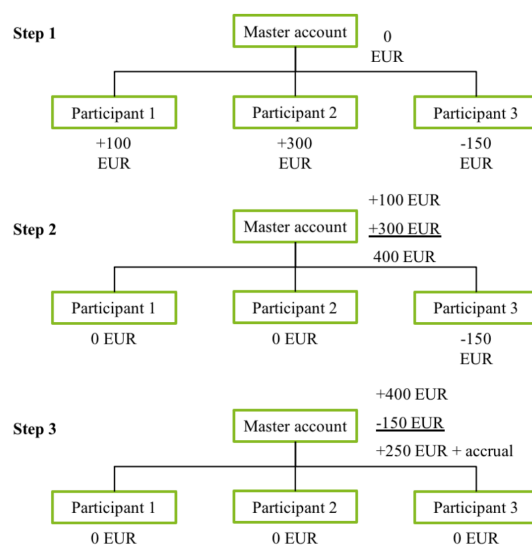 Step 1
Master account
0
EUR
Participant 1
Participant 2
Participant 3
+100
EUR
+300
EUR
-150
EUR
Step 2
Master account
+100 EUR
+300 EUR
400 EUR
Participant 1
Participant 2
Participant 3
0 EUR
0 EUR
-150
EUR
Step 3
Master account
+400 EUR
-150 EUR
+250 EUR + accrual
Participant 1
Participant 2
Participant 3
0 EUR
0 EUR
0 EUR